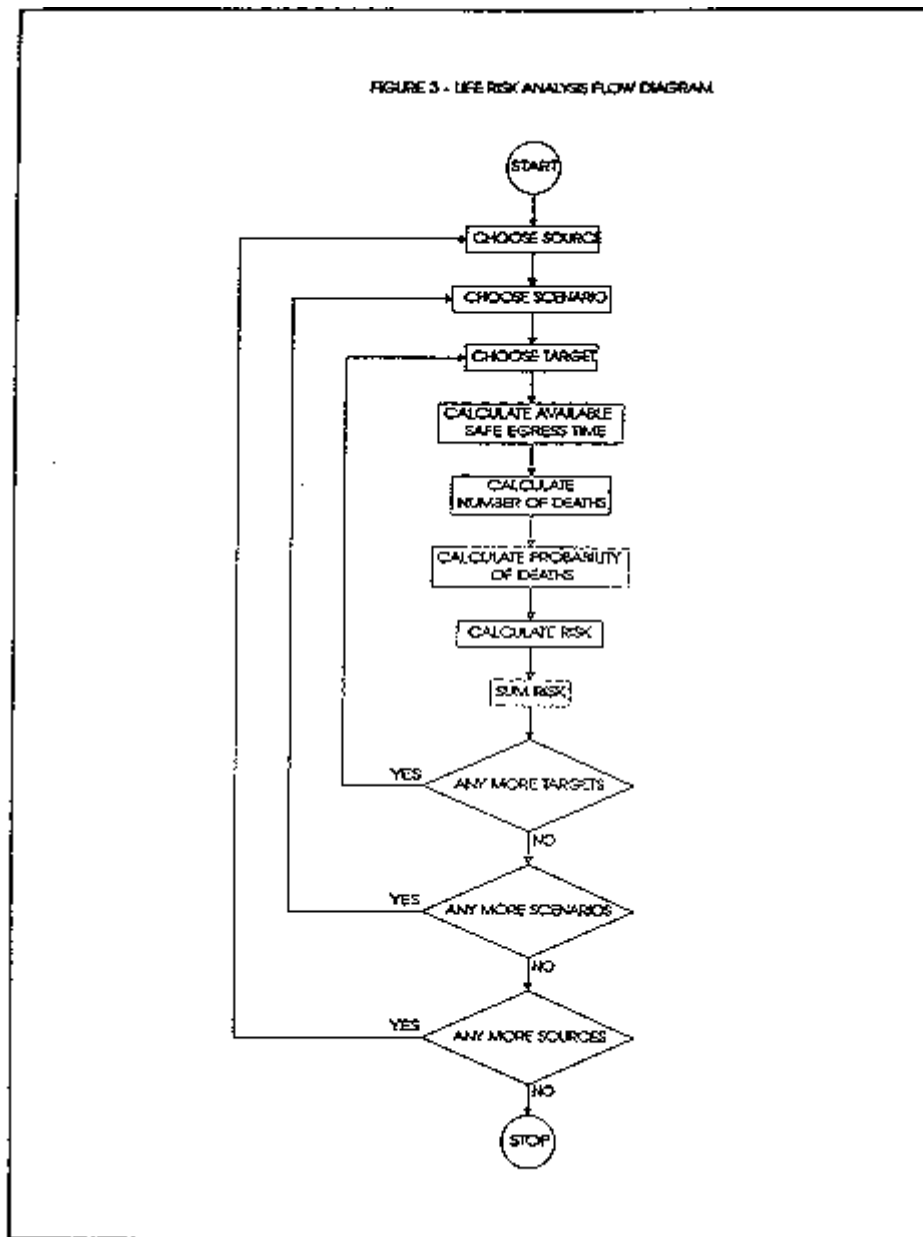 FIGURE 3 - LIFE RISK ANALYSIS FLOW DIAGRAM
START
CHOOSE SOURCE
CHOOSE SCENARIO
CHOOSE TARGET
CALCULATE AVAILABLE
SAFE EGRESS TIME
CALCULATE
NUMBER OF DEATHS
CALCULATE PROBABILITY
OF DEATHS
CALCULATE RISK
SUM RISK
YES
ANY MORE TARGETS
NO
YES
ANY MORE SCENARIOS
NO
YES
ANY MORE SOURCES
NO
STOP